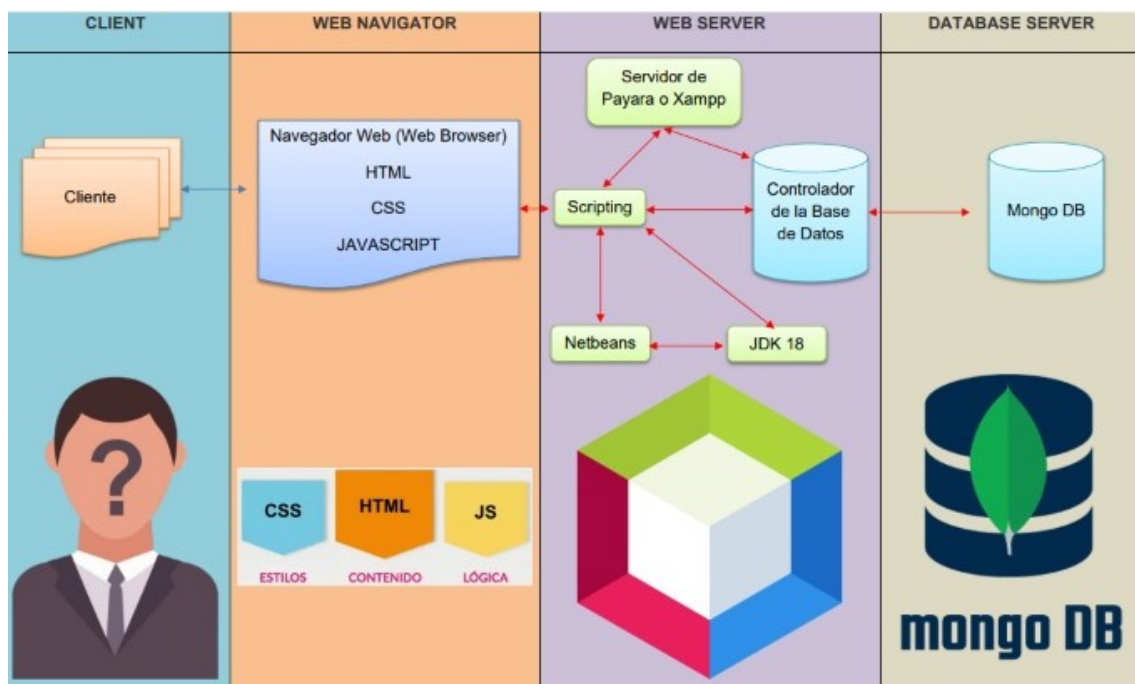 CLIENT
WEB NAVIGATOR
WEB SERVER
DATABASE SERVER
Cliente
Navegador Web (Web Browser)
HTML
CSS
JAVASCRIPT
Servidor de
Payara o Xampp
Scripting
Controlador
de la Base
de Datos
Netbeans
JDK 18
Mongo DB
?
CSS
HTML
JS
ESTILOS
CONTENIDO
LÓGICA
mongo DB